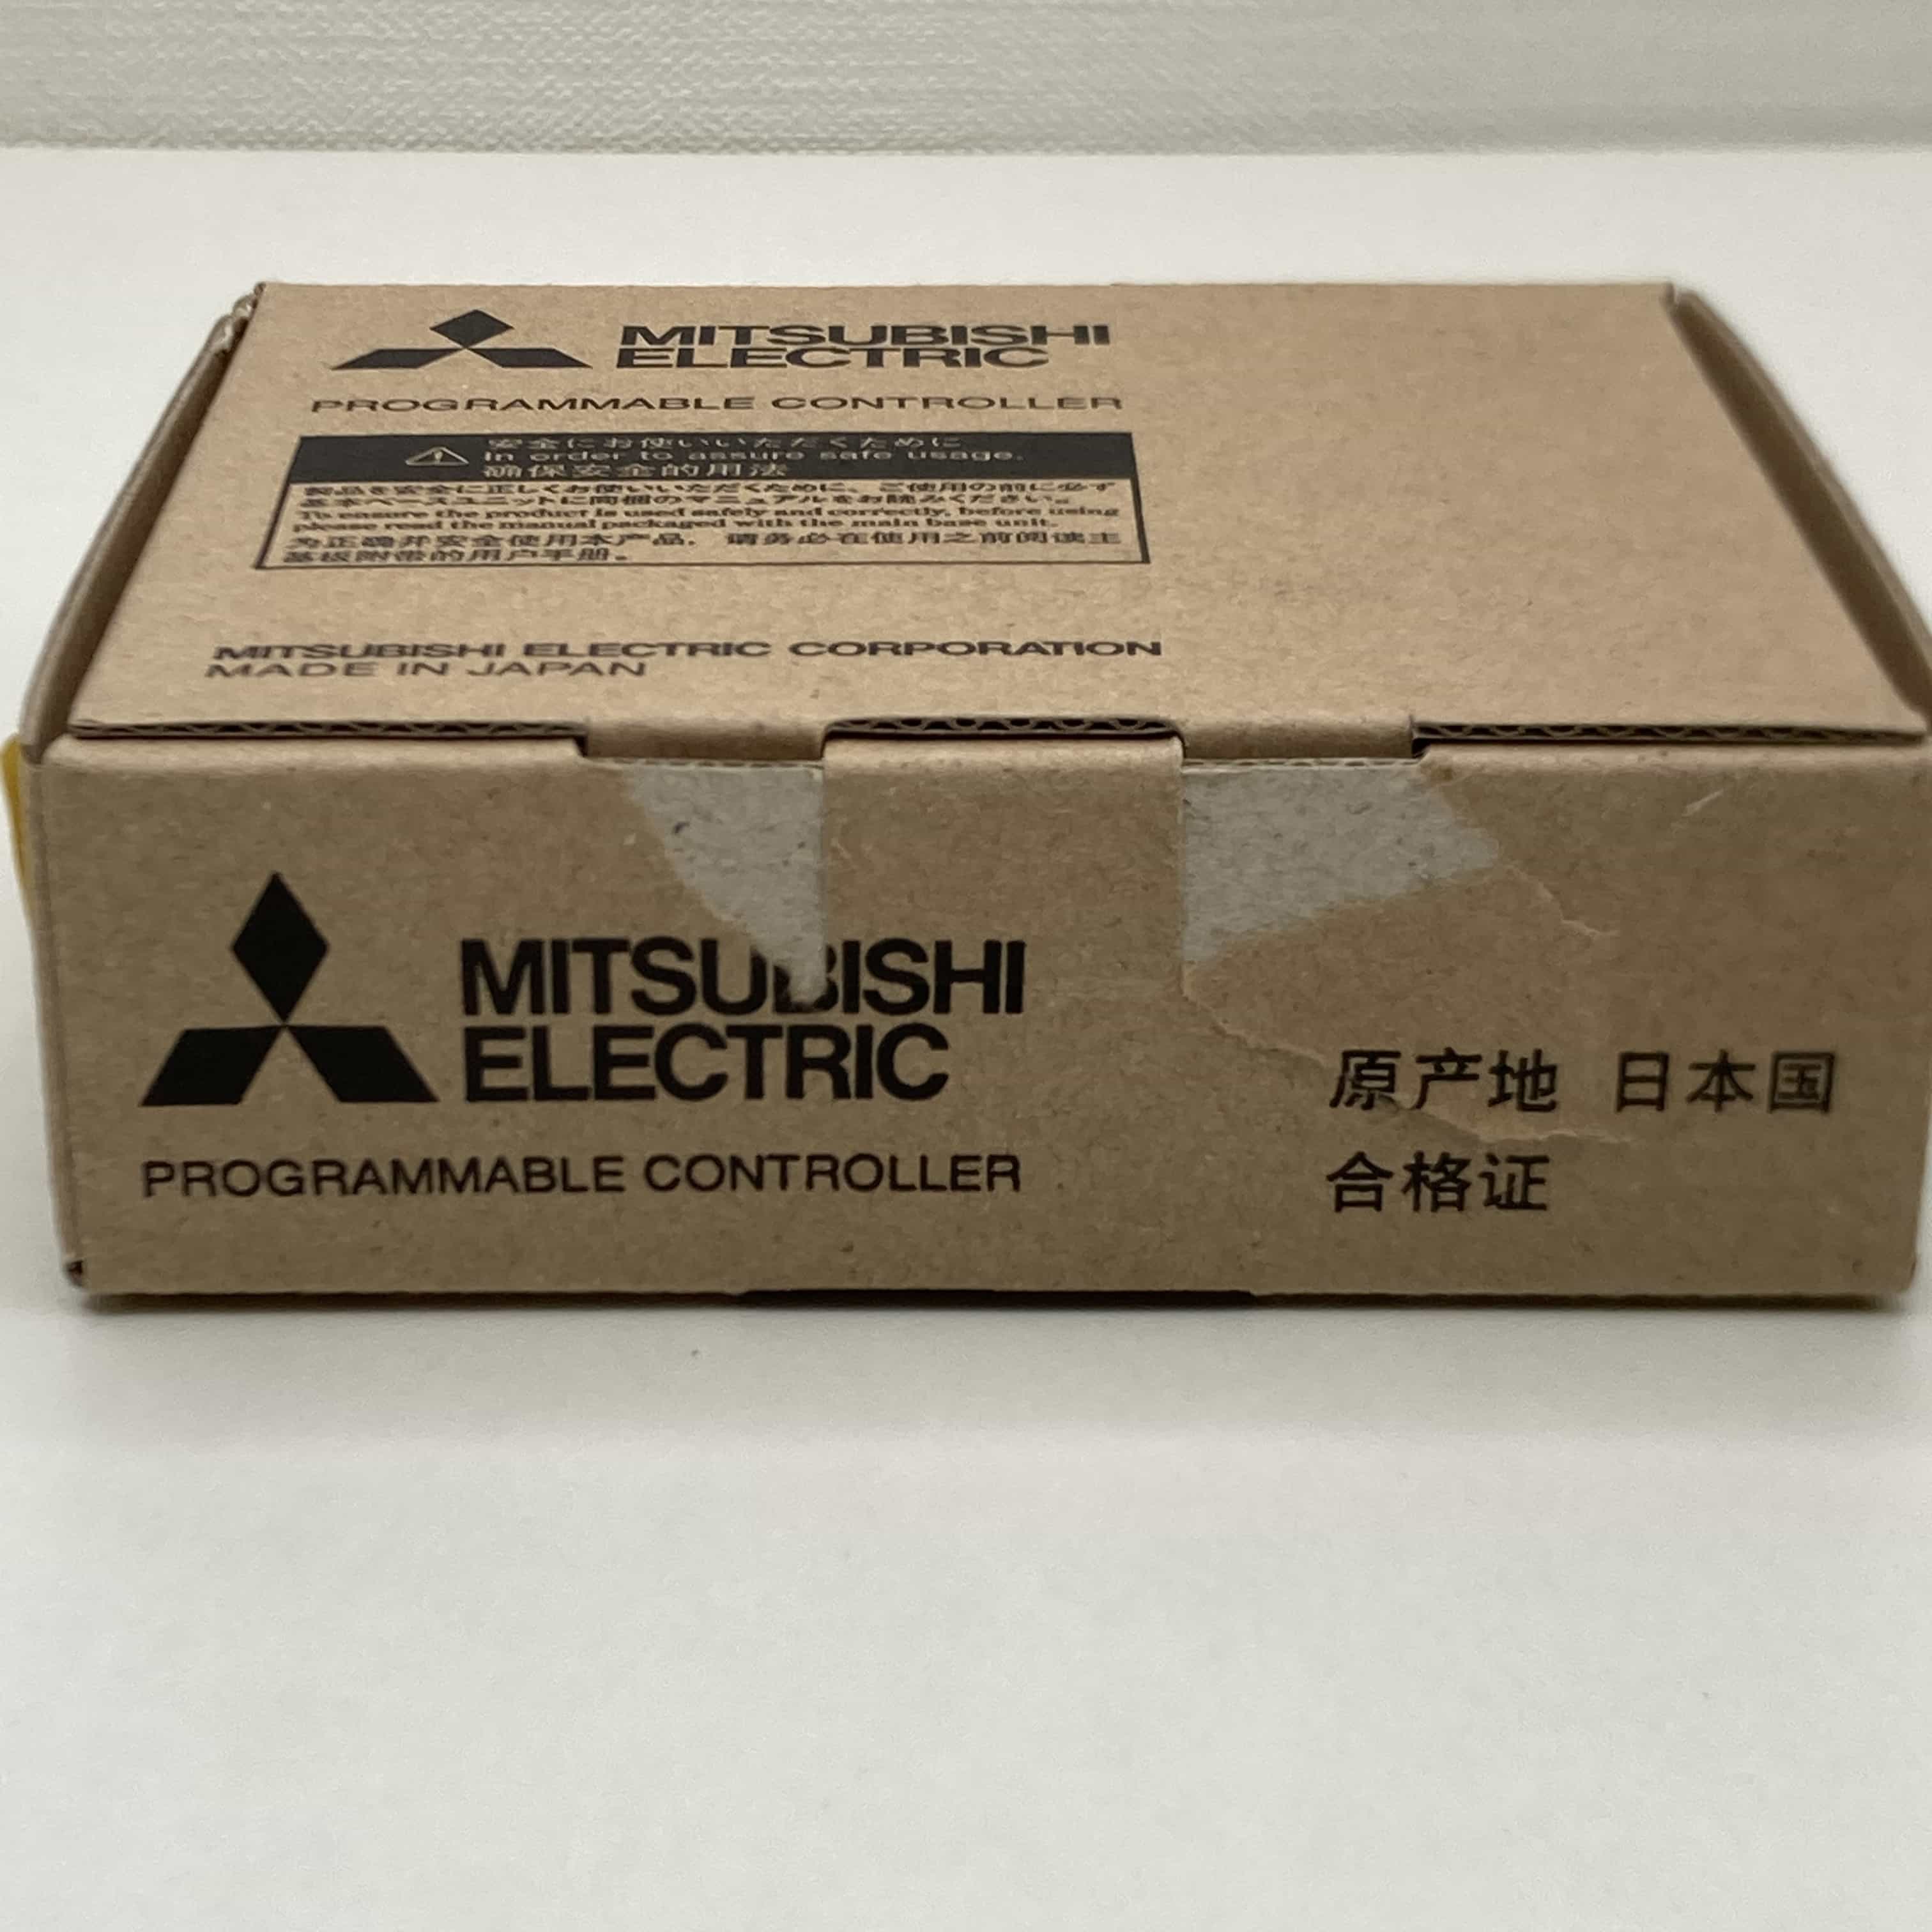 MITSUBISHI
ELECTRIC
PROGRAMMABLE CONTROLLER
安全にお使いいただくために
In order to assure safe usage.
确保安全的用法
製品を安全に正しくお使いいただくために、ご使用の前に必ず
基本ベースユニットに同梱のマニュアルをお読みください。
To ensure the product is used safely and correctly, before using
please read the manual packaged with the main base unit.
为正确并安全使用本产品，请务必在使用之前阅读主
基板附带的用户手册。
MITSUBISHI ELECTRIC CORPORATION
MADE IN JAPAN
MITSUBISHI
ELECTRIC
PROGRAMMABLE CONTROLLER
原产地 日本国
合格证